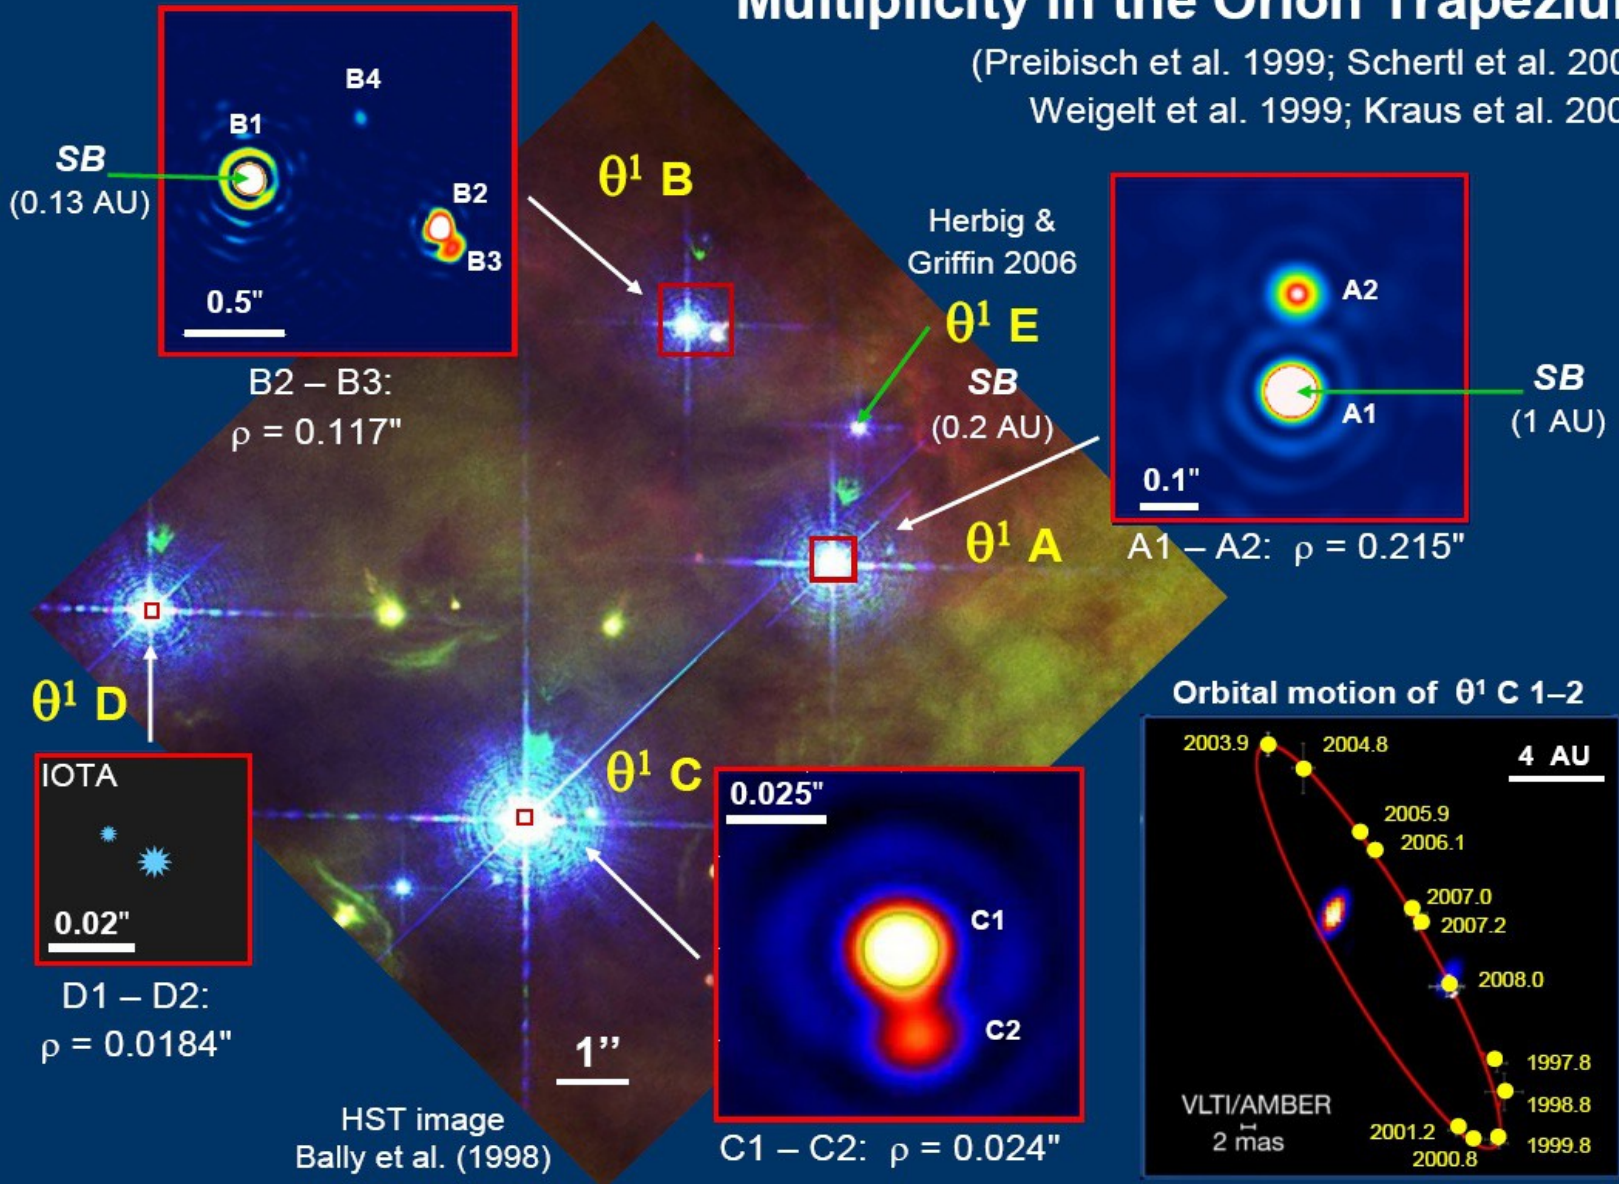 Multiplicity in the Orion
(Preibisch et al. 1999; Schertl et al.
Weigelt et al. 1999; Kraus et al.
B4
B1
SB
(0.13 AU)
B2
B3
0.5"
B2 – B3:
ρ = 0.117"
θ¹ B
Herbig &
Griffin 2006
θ¹ E
SB
(0.2 AU)
A2
A1
SB
(1 AU)
0.1"
A1 – A2: ρ = 0.215"
θ¹ A
θ¹ D
IOTA
0.02"
D1 – D2:
ρ = 0.0184"
θ¹ C
0.025"
C1
C2
C1 – C2: ρ = 0.024"
1’’
HST image
Bally et al. (1998)
Orbital motion of θ¹ C 1–2
2003.9
2004.8
4 AU
2005.9
2006.1
2007.0
2007.2
2008.0
1997.8
1998.8
1999.8
2001.2
2000.8
VLTI/AMBER
2 mas